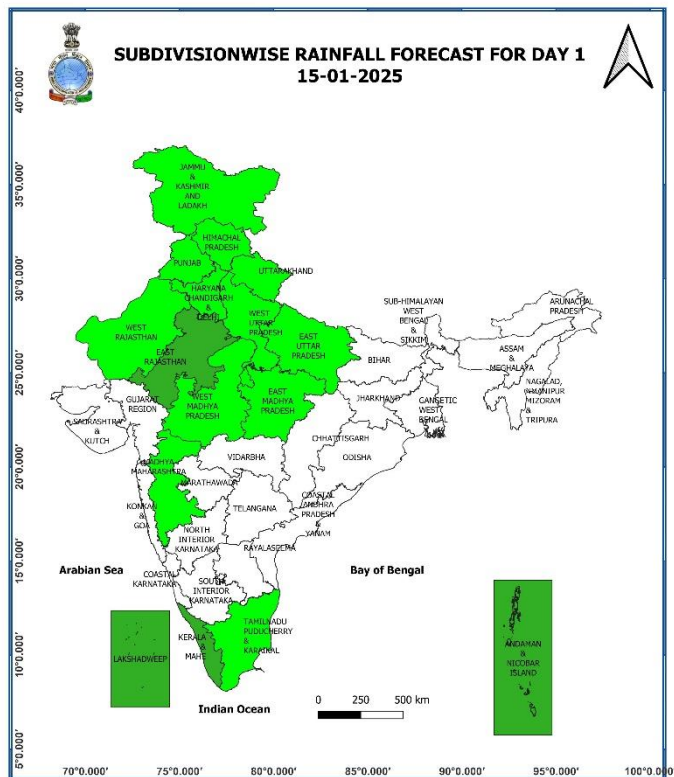 SUBDIVISIONWISE RAINFALL FORECAST FOR DAY 1
15-01-2025
40°0.000'
35°0.000'
30°0.000'
25°0.000'
20°0.000'
15°0.000'
10°0.000'
5°0.000'
JAMMU
&
KASHMIR
AND
LADAKH
HIMACHAL
PRADESH
PUNJAB
UTTARAKHAND
HARYANA
CHANDIGARH
&
DELHI
WEST
UTTAR
PRADESH
EAST
UTTAR
PRADESH
WEST
RAJASTHAN
EAST
RAJASTHAN
SUB-HIMALAYAN
WEST
BENGAL
&
SIKKIM
ARUNACHAL
PRADESH
ASSAM
&
MEGHALAYA
NAGALAD,
MANIPUR
MIZORAM
&
TRIPURA
BIHAR
JHARKHAND
GANGETIC
WEST
BENGAL
GUJARAT
REGION
SAURASHTRA
&
KUTCH
WEST
MADHYA
PRADESH
EAST
MADHYA
PRADESH
CHHATTISGARH
ODISHA
VIDARBHA
MADHYA
MAHARASHTRA
MARATHAWADA
KONKAN
&
GOA
TELANGANA
COASTAL
ANDHRA
PRADESH
&
YANAM
NORTH
INTERIOR
KARNATAKA
RAYALASEEMA
COASTAL
KARNATAKA
SOUTH
INTERIOR
KARNATAKA
Arabian Sea
Bay of Bengal
TAMILNADU
PUDUCHERRY
&
KARAIKAL
KERALA
&
MAHE
LAKSHADWEEP
ANDAMAN
&
NICOBAR
ISLAND
Indian Ocean
0 250 500 km
70°0.000' 75°0.000' 80°0.000' 85°0.000' 90°0.000' 95°0.000' 100°0.000'